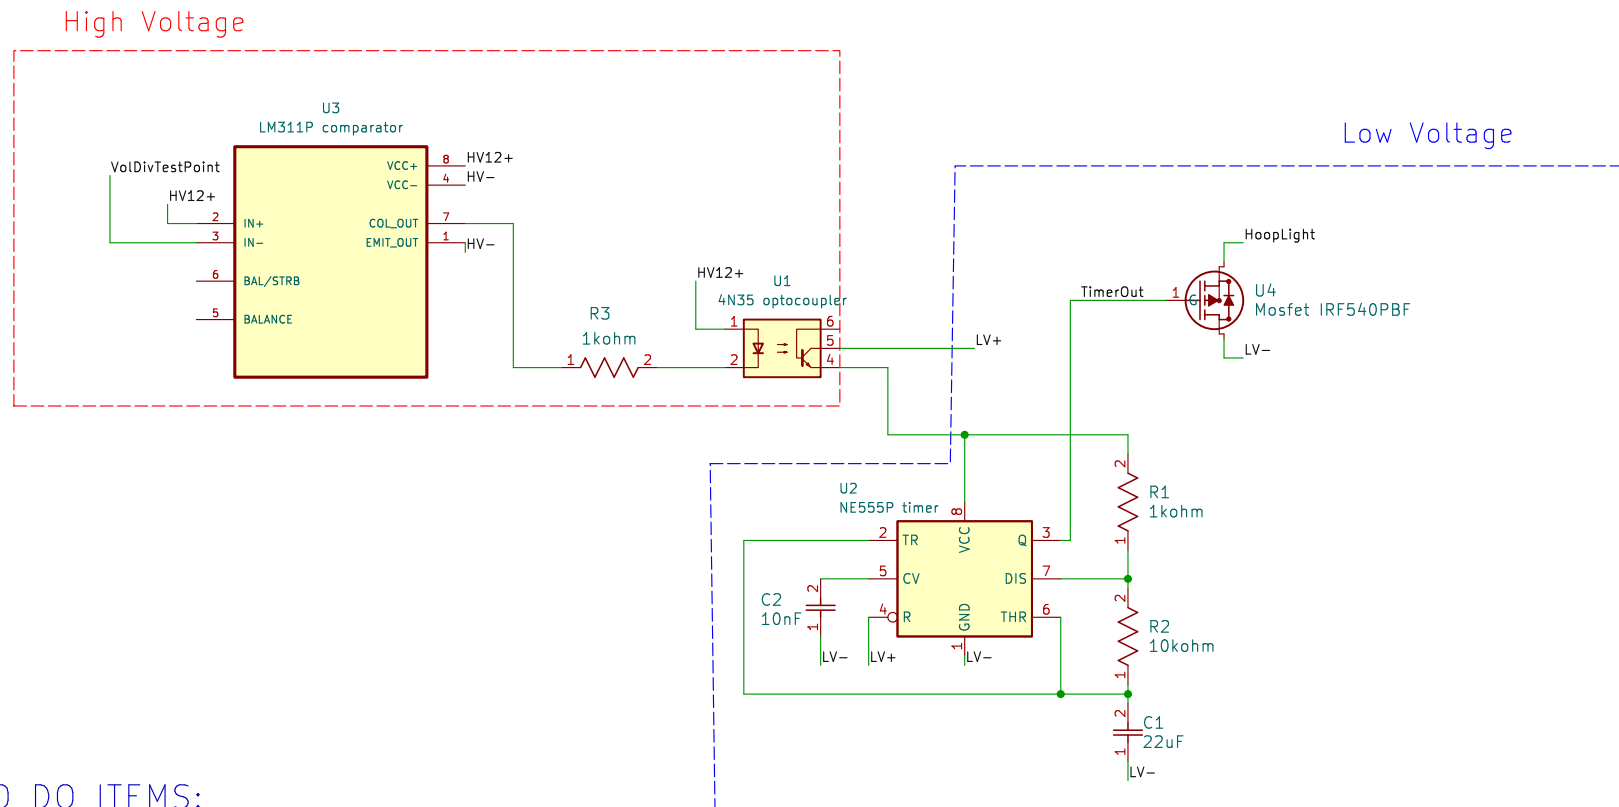 High Voltage
Low Voltage
U3
LM311P comparator
VolDivTestPoint
HV12+
2
3
6
5
IN+
IN-
BAL/STRB
BALANCE
VCC+
VCC-
COL_OUT
EMIT_OUT
8
4
7
1
HV12+
HV-
HV-
R3
1kohm
1
2
HV12+
U1
4N35 optocoupler
1
2
6
5
4
LV+
HoopLight
TimerOut
1
G
U4
Mosfet IRF540PBF
LV-
U2
NE555P timer
8
VCC
2
TR
Q
3
5
CV
DIS
7
4
R
GND
THR
6
1
C2
10nF
2
1
LV-
LV+
LV-
2
R1
1kohm
1
2
R2
10kohm
1
2
C1
22uF
1
LV-
DO ITEMS: